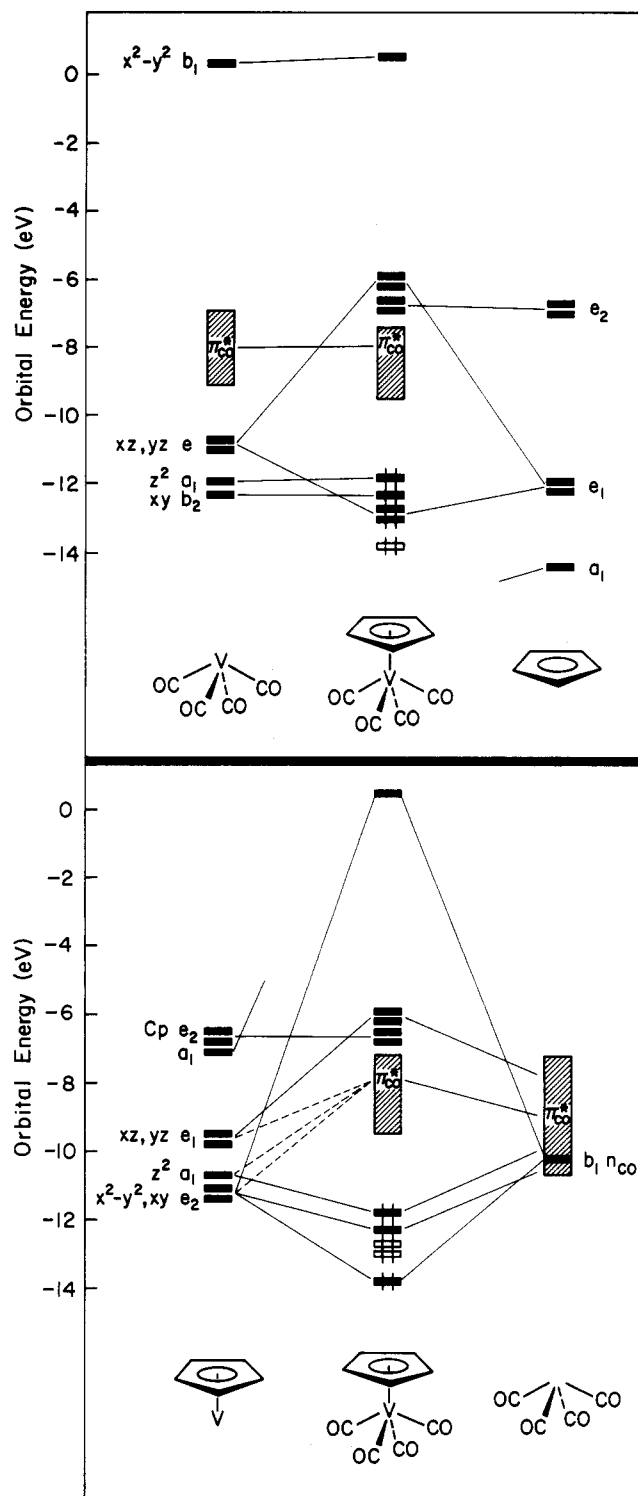 Orbital Energy (eV)
0
-2
-4
-6
-8
-10
-12
-14
x²-y² b₁
π*CO
xz, yz e
z² a₁
xy b₂
π*CO
e₂
e₁
a₁
V
OC CO
OC CO
V
OC CO
OC CO
Orbital Energy (eV)
0
-2
-4
-6
-8
-10
-12
-14
Cp e₂
a₁
xz, yz e₁
z² a₁
x²-y², xy e₂
π*CO
π*CO
b₁ nCO
V
V
OC CO
OC CO
OC CO
OC CO